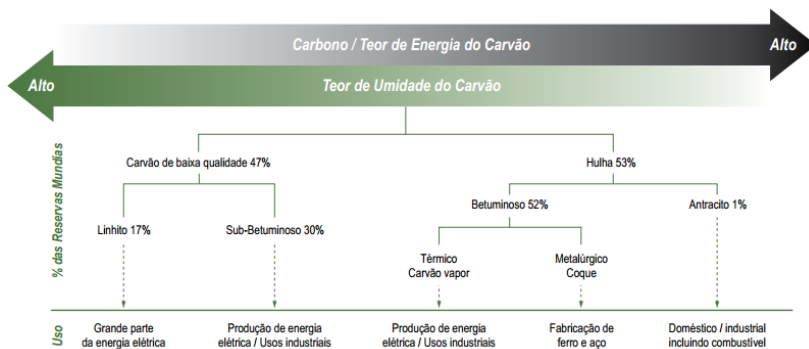 Carbono / Teor de Energia do Carvão
Alto
Alto
Teor de Umidade do Carvão
% das Reservas Mundias
Carvão de baixa qualidade 47%
Hulha 53%
Betuminoso 52%
Antracito 1%
Linhito 17%
Sub-Betuminoso 30%
Térmico
Carvão vapor
Metalúrgico
Coque
Uso
Grande parte
da energia elétrica
Produção de energia
elétrica / Usos industriais
Produção de energia
elétrica / Usos industriais
Fabricação de
ferro e aço
Doméstico / industrial
incluindo combustível